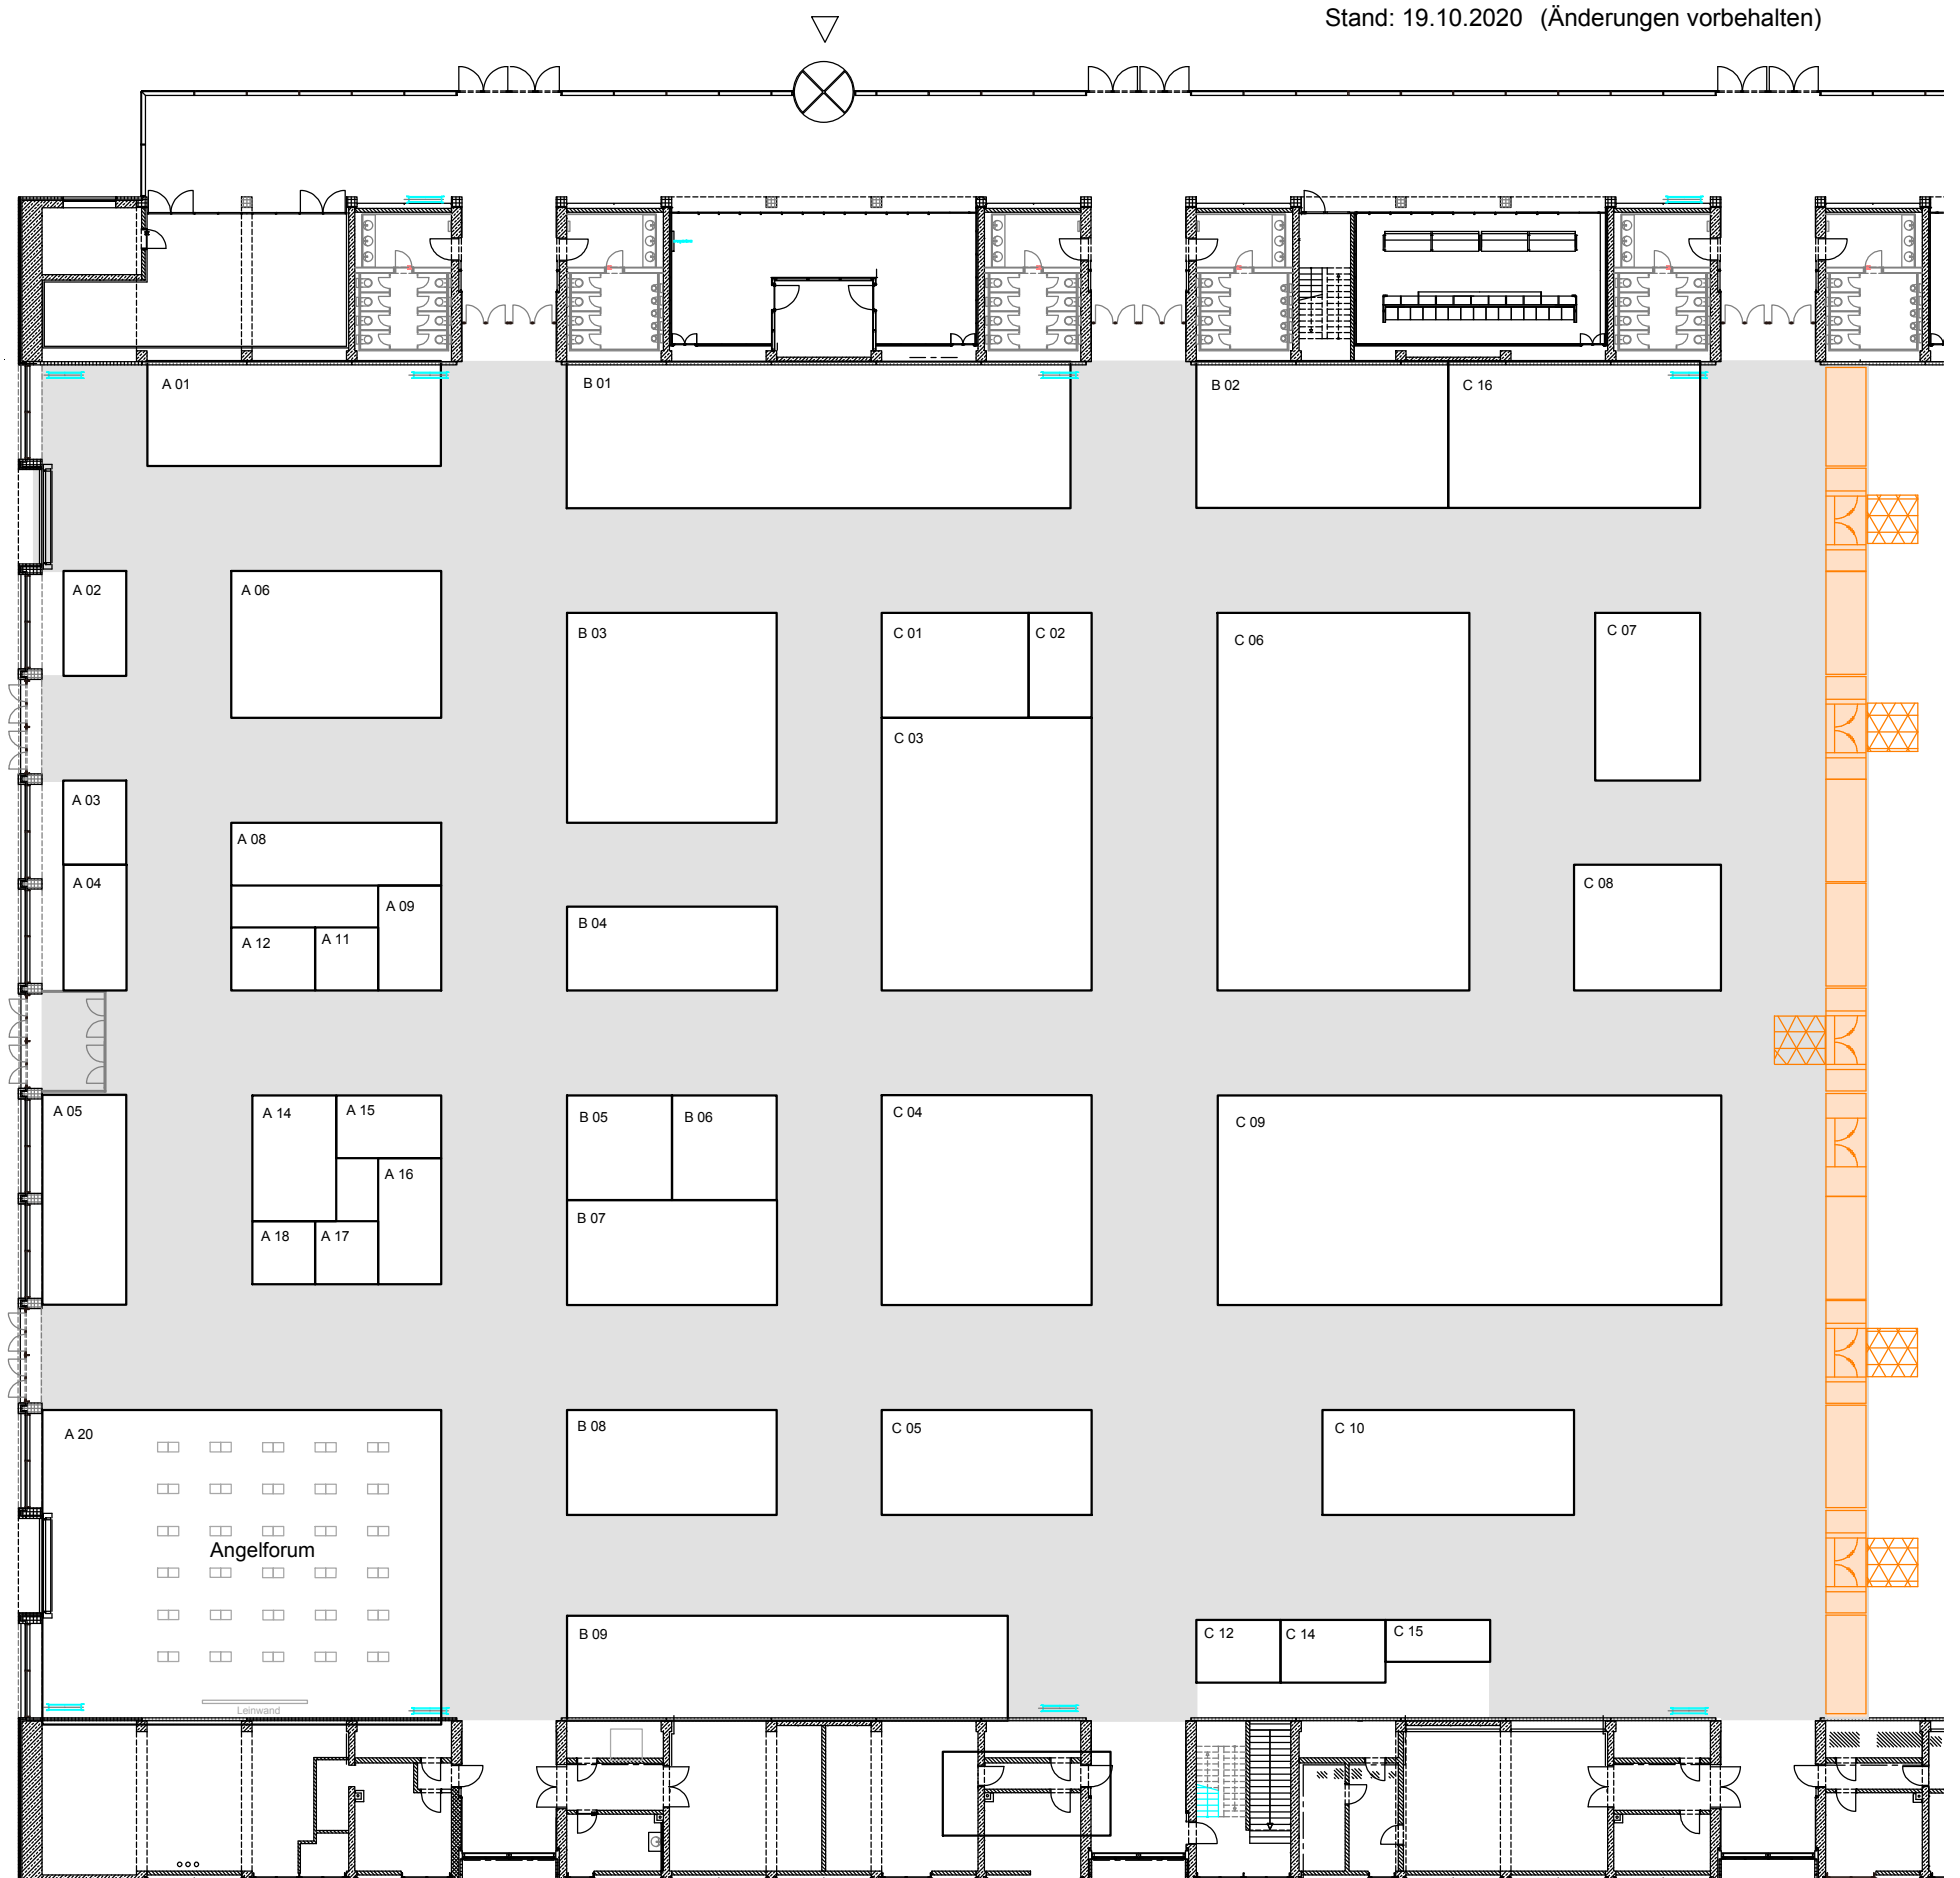 Stand: 19.10.2020 (Änderungen vorbehalten)
A 01
B 01
B 02
C 16
A 02
A 06
B 03
C 01
C 02
C 06
C 07
C 03
A 03
A 08
A 04
A 09
C 08
A 12
A 11
B 04
A 05
A 14
A 15
B 05
B 06
C 04
C 09
A 16
B 07
A 18
A 17
A 20
B 08
C 05
C 10
Angelforum
B 09
C 12
C 14
C 15
Leinwand